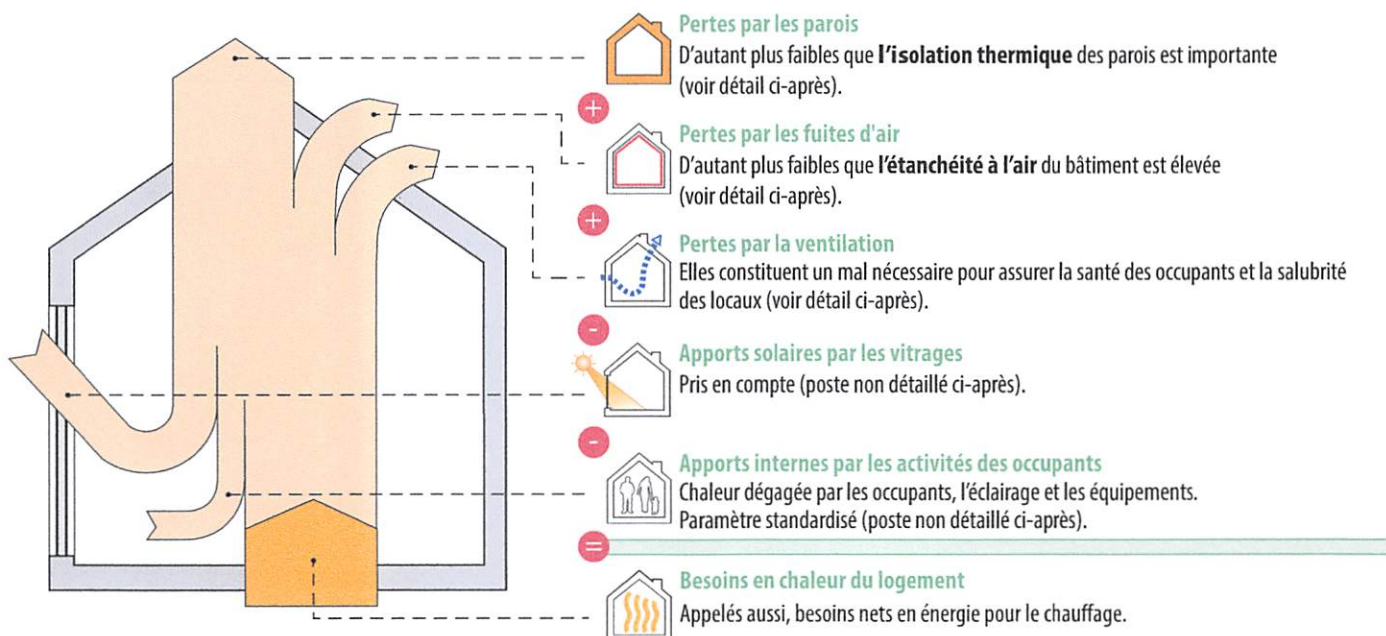 Pertes par les parois
D'autant plus faibles que l'isolation thermique des parois est importante
(voir détail ci-après).
+
Pertes par les fuites d'air
D'autant plus faibles que l'étanchéité à l'air du bâtiment est élevée
(voir détail ci-après).
+
Pertes par la ventilation
Elles constituent un mal nécessaire pour assurer la santé des occupants et la salubrité
des locaux (voir détail ci-après).
-
Apports solaires par les vitrages
Pris en compte (poste non détaillé ci-après).
-
Apports internes par les activités des occupants
Chaleur dégagée par les occupants, l'éclairage et les équipements.
Paramètre standardisé (poste non détaillé ci-après).
=
Besoins en chaleur du logement
Appelés aussi, besoins nets en énergie pour le chauffage.